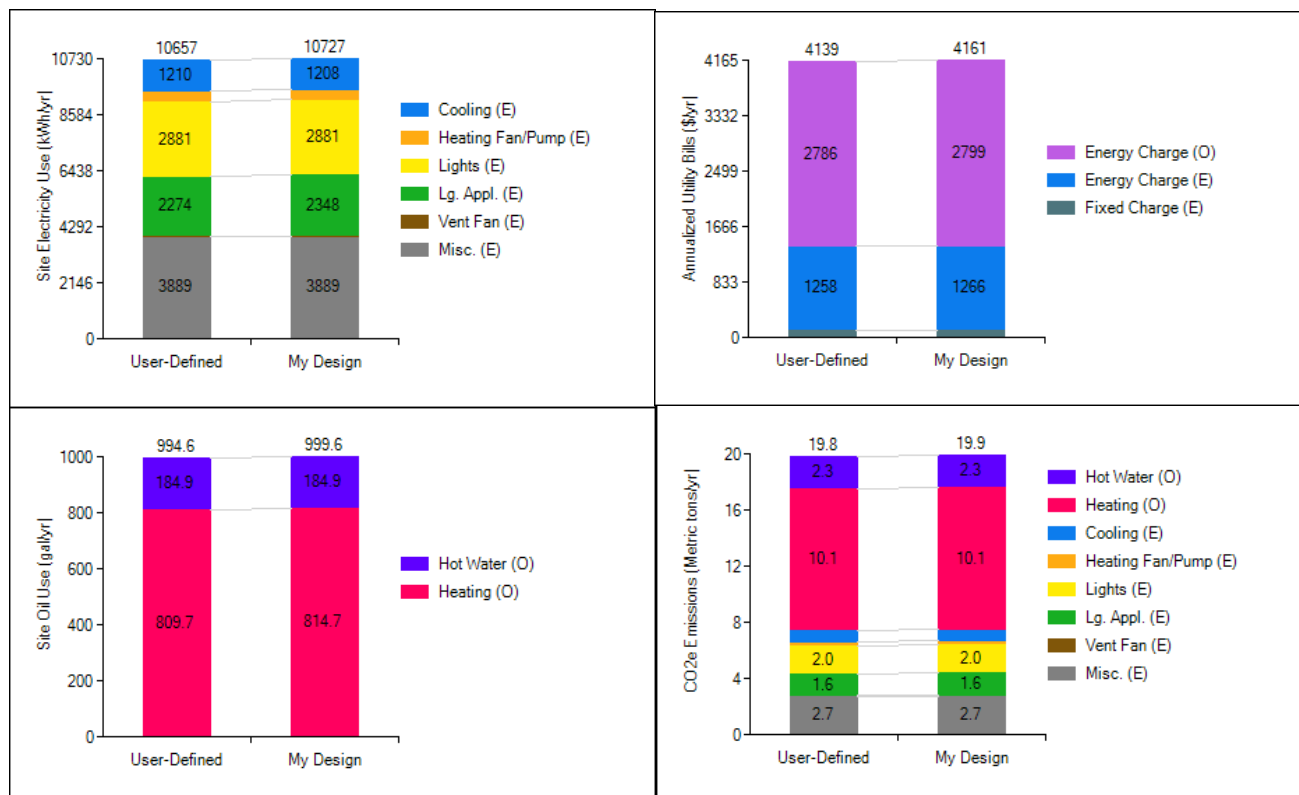 Site Electricity Use (kWh/yr)
10730
8584
6438
4292
2146
0
10657
10727
1210
1208
2881
2881
2274
2348
3889
3889
User-Defined
My Design
Cooling (E)
Heating Fan/Pump (E)
Lights (E)
Lg. Appl. (E)
Vent Fan (E)
Misc. (E)
Annualized Utility Bills ($/yr)
4165
3332
2499
1666
833
0
4139
4161
2786
2799
1258
1266
User-Defined
My Design
Energy Charge (O)
Energy Charge (E)
Fixed Charge (E)
Site Oil Use (gal/yr)
1000
800
600
400
200
0
994.6
999.6
184.9
184.9
809.7
814.7
User-Defined
My Design
Hot Water (O)
Heating (O)
CO2e Emissions (Metric tons/yr)
20
16
12
8
4
0
19.8
19.9
2.3
2.3
10.1
10.1
2.0
2.0
1.6
1.6
2.7
2.7
User-Defined
My Design
Hot Water (O)
Heating (O)
Cooling (E)
Heating Fan/Pump (E)
Lights (E)
Lg. Appl. (E)
Vent Fan (E)
Misc. (E)